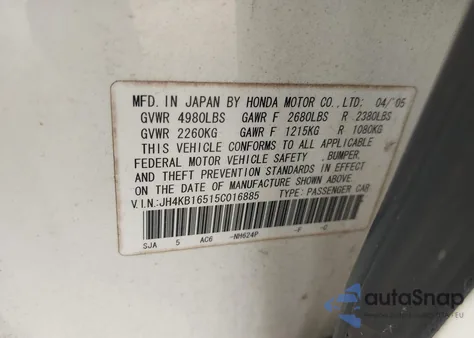 MFD.IN JAPAN BY HONDA MOTOR CO.,LTD: 04/'05
GVWR 4980LBS GAWR F 2680LBS R 2380LBS
GVWR 2260KG GAWR F 1215KG R 1080KG
THIS VEHICLE CONFORMS TO ALL APPLICABLE
FEDERAL MOTOR VEHICLE SAFETY ,BUMPER,
AND THEFT PREVENTION STANDARDS IN EFFECT
ON THE DATE OF MANUFACTURE SHOWN ABOVE.
V.I.N:JH4KB16515C016885 TYPE: PASSENGER CAR
SJA 5 AC6 -NH624P -F -C
autaSnap